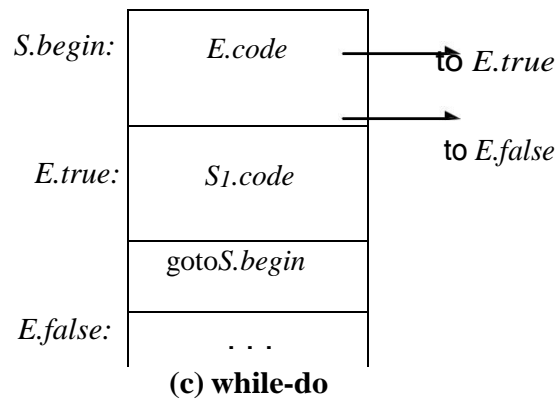 S.begin: E.code to E.true
to E.false
E.true: S1.code
gotoS.begin
E.false: . . .
(c) while-do